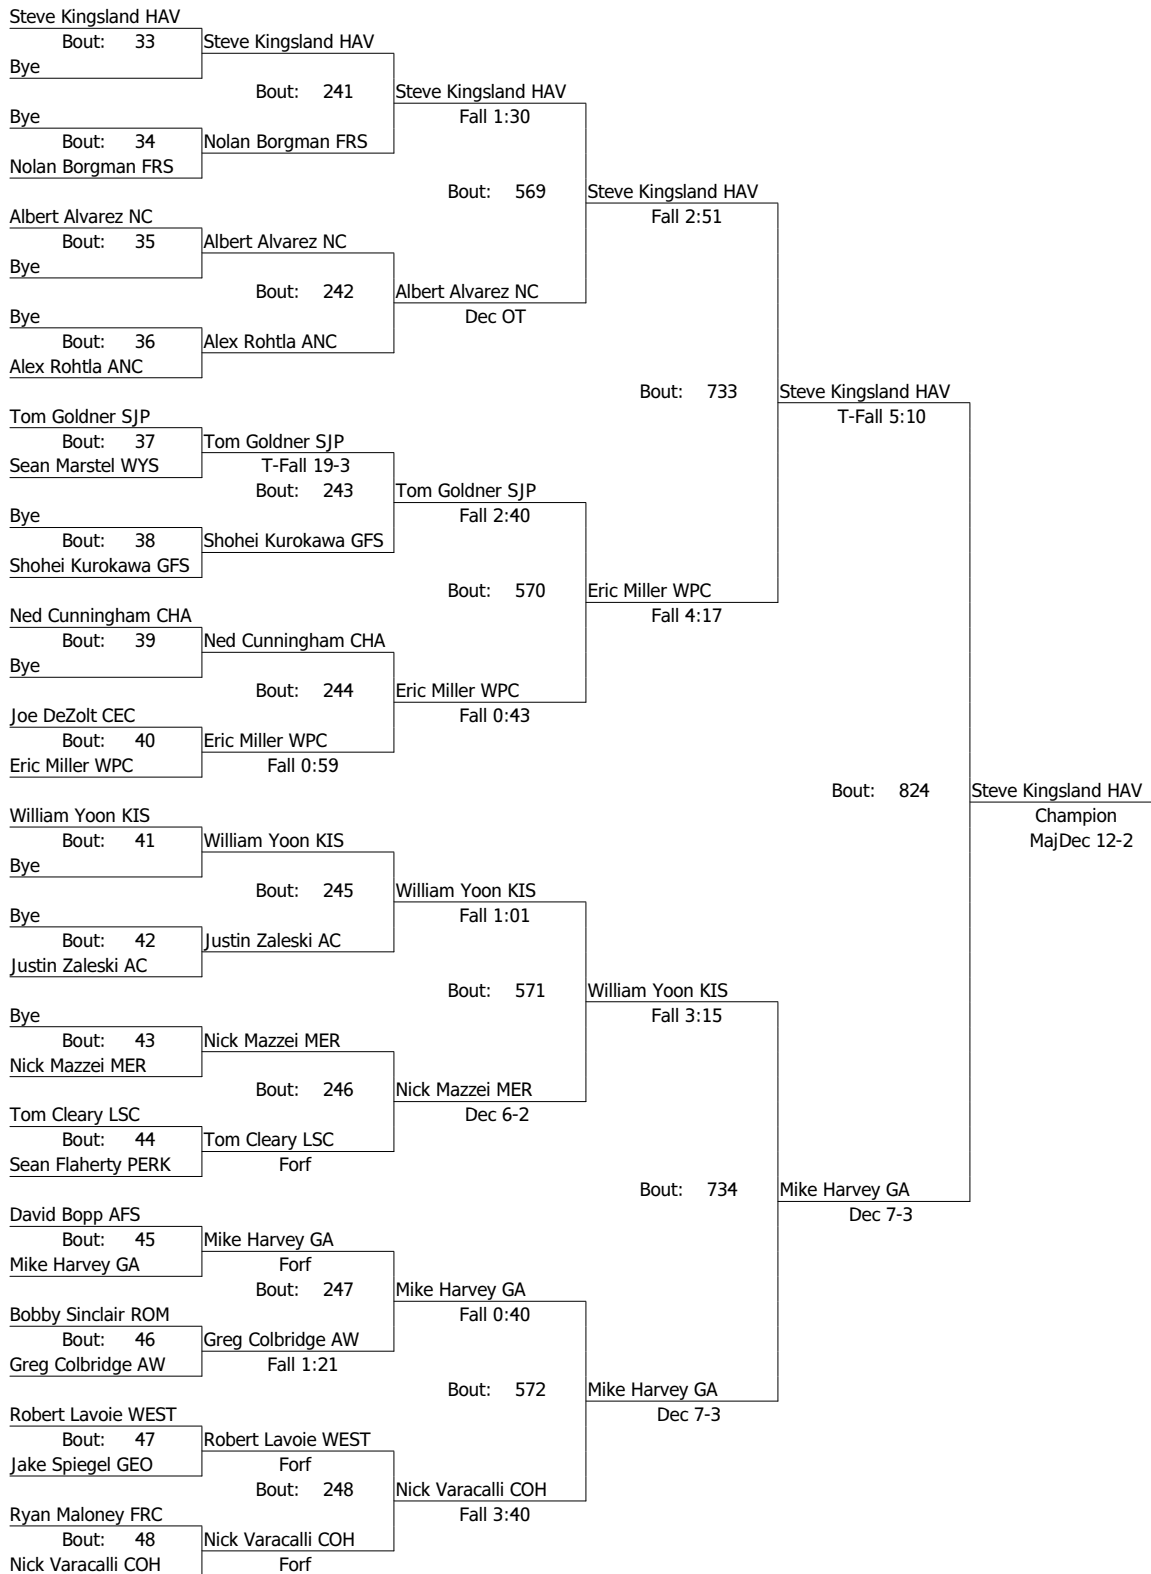 Steve Kingsland HAV
Bout: 33 Steve Kingsland HAV
Bye
Bout: 241 Steve Kingsland HAV
Bye Fall 1:30
Bout: 34 Nolan Borgman FRS
Nolan Borgman FRS
Bout: 569 Steve Kingsland HAV
Albert Alvarez NC Fall 2:51
Bout: 35 Albert Alvarez NC
Bye
Bout: 242 Albert Alvarez NC
Bye Dec OT
Bout: 36 Alex Rohtla ANC
Alex Rohtla ANC
Bout: 733 Steve Kingsland HAV
Tom Goldner SJP T-Fall 5:10
Bout: 37 Tom Goldner SJP
Sean Marstel WYS T-Fall 19-3
Bout: 243 Tom Goldner SJP
Bye Fall 2:40
Bout: 38 Shohei Kurokawa GFS
Shohei Kurokawa GFS
Bout: 570 Eric Miller WPC
Ned Cunningham CHA Fall 4:17
Bout: 39 Ned Cunningham CHA
Bye
Bout: 244 Eric Miller WPC
Joe DeZolt CEC Fall 0:43
Bout: 40 Eric Miller WPC
Eric Miller WPC Fall 0:59
Bout: 824 Steve Kingsland HAV
William Yoon KIS Champion
Bout: 41 William Yoon KIS MajDec 12-2
Bye
Bout: 245 William Yoon KIS
Bye Fall 1:01
Bout: 42 Justin Zaleski AC
Justin Zaleski AC
Bout: 571 William Yoon KIS
Bye Fall 3:15
Bout: 43 Nick Mazzei MER
Nick Mazzei MER
Bout: 246 Nick Mazzei MER
Tom Cleary LSC Dec 6-2
Bout: 44 Tom Cleary LSC
Sean Flaherty PERK Forf
Bout: 734 Mike Harvey GA
David Bopp AFS Dec 7-3
Bout: 45 Mike Harvey GA
Mike Harvey GA Forf
Bout: 247 Mike Harvey GA
Bobby Sinclair ROM Fall 0:40
Bout: 46 Greg Colbridge AW
Greg Colbridge AW Fall 1:21
Bout: 572 Mike Harvey GA
Robert Lavoie WEST Dec 7-3
Bout: 47 Robert Lavoie WEST
Jake Spiegel GEO Forf
Bout: 248 Nick Varacalli COH
Ryan Maloney FRC Fall 3:40
Bout: 48 Nick Varacalli COH
Nick Varacalli COH Forf